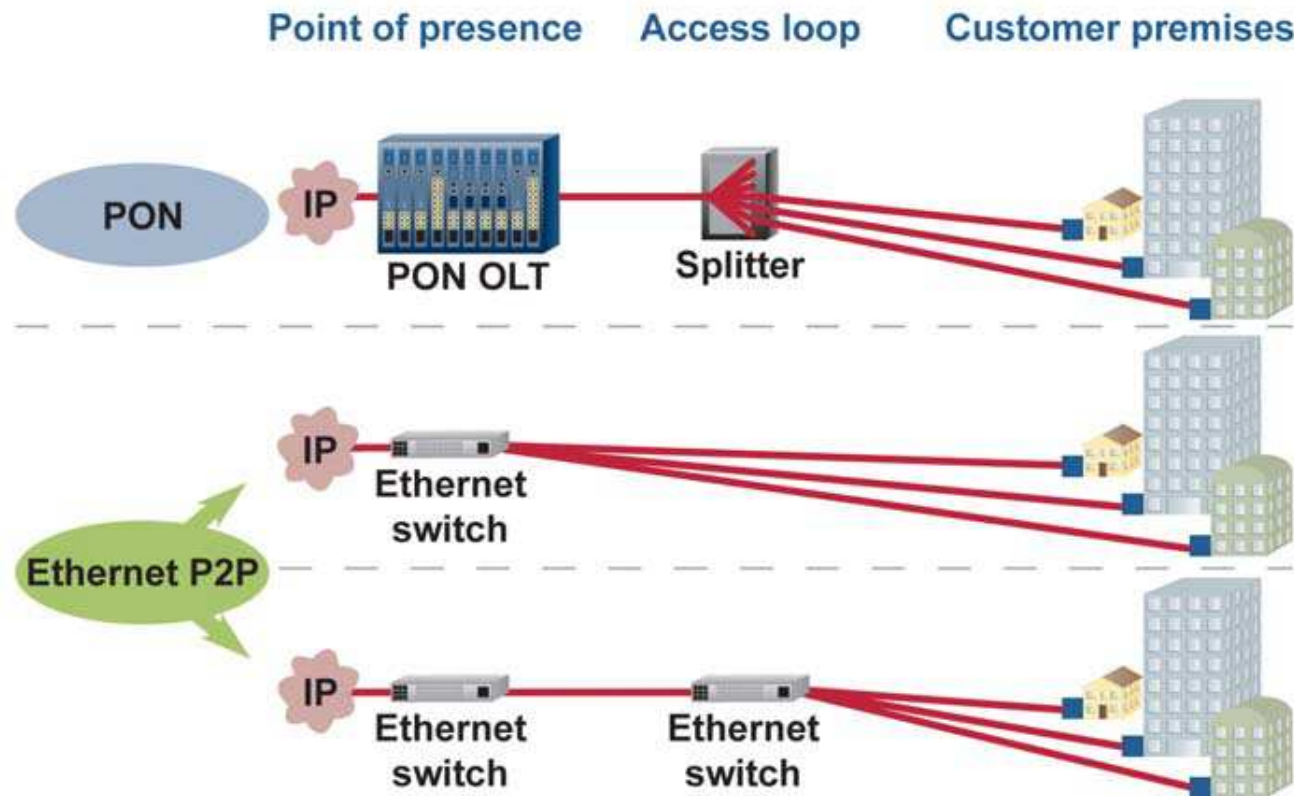 Point of presence Access loop Customer premises
PON
IP
PON OLT
Splitter
IP
Ethernet
switch
Ethernet P2P
IP
Ethernet
switch
Ethernet
switch